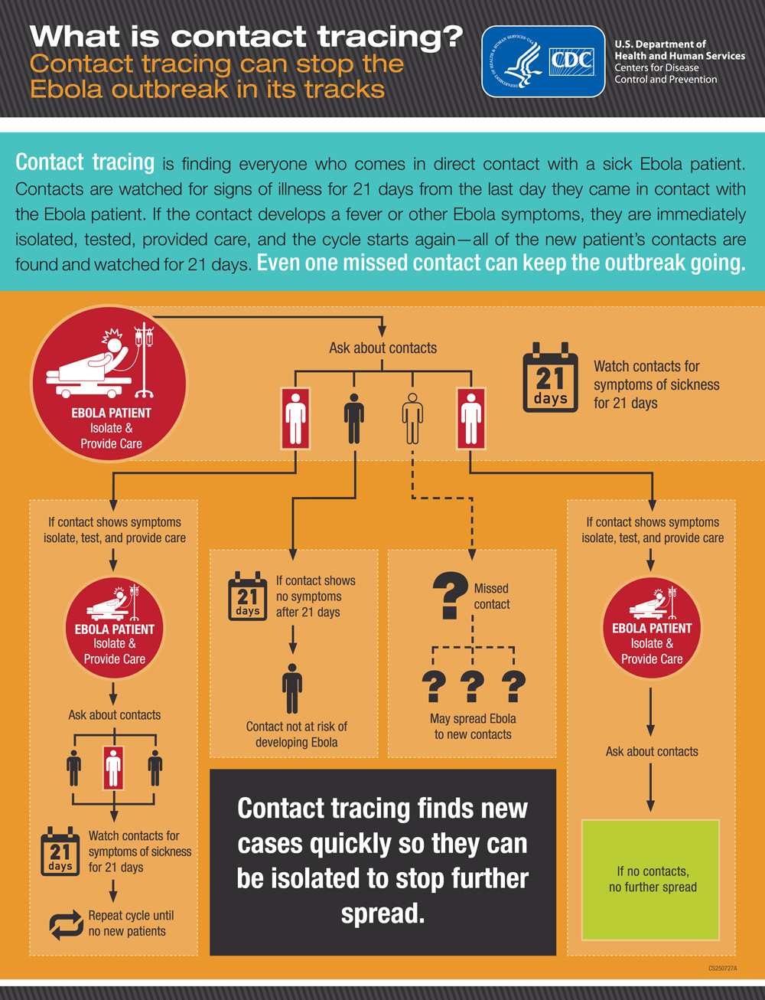 What is contact tracing?
Contact tracing can stop the
Ebola outbreak in its tracks
DEPARTMENT OF HEALTH & HUMAN SERVICES · USA
CDC
U.S. Department of
Health and Human Services
Centers for Disease
Control and Prevention
Contact tracing is finding everyone who comes in direct contact with a sick Ebola patient.
Contacts are watched for signs of illness for 21 days from the last day they came in contact with
the Ebola patient. If the contact develops a fever or other Ebola symptoms, they are immediately
isolated, tested, provided care, and the cycle starts again—all of the new patient's contacts are
found and watched for 21 days. Even one missed contact can keep the outbreak going.
EBOLA PATIENT
Isolate &
Provide Care
Ask about contacts
21
days
Watch contacts for
symptoms of sickness
for 21 days
If contact shows symptoms
isolate, test, and provide care
EBOLA PATIENT
Isolate &
Provide Care
Ask about contacts
21
days
Watch contacts for
symptoms of sickness
for 21 days
Repeat cycle until
no new patients
21
days
If contact shows
no symptoms
after 21 days
Contact not at risk of
developing Ebola
?
Missed
contact
? ? ?
May spread Ebola
to new contacts
If contact shows symptoms
isolate, test, and provide care
EBOLA PATIENT
Isolate &
Provide Care
Ask about contacts
If no contacts,
no further spread
Contact tracing finds new
cases quickly so they can
be isolated to stop further
spread.
CS250727A